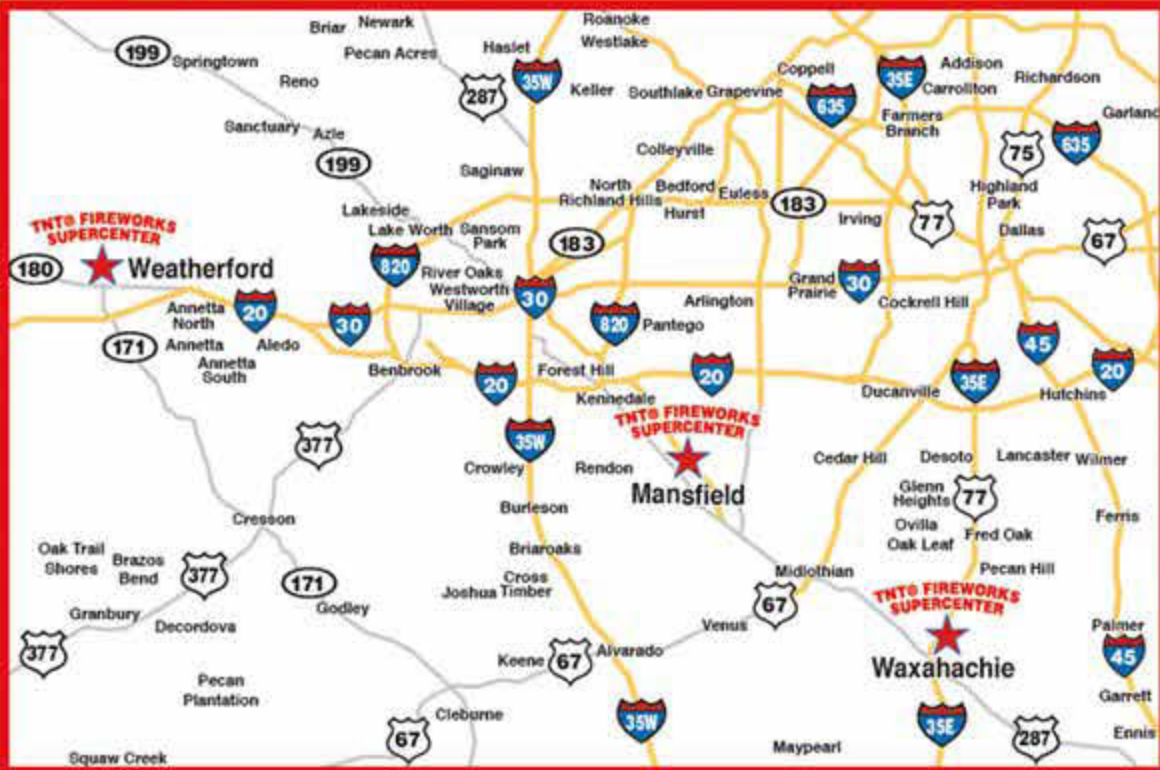 Roanoke
Briar
Newark
Westlake
Pecan Acres
Haslet
199
Springtown
Coppell
35E
Addison
Richardson
Reno
35W
287
Keller
Southlake
Grapevine
635
Carrollton
Farmers
Branch
Garland
Sanctuary
Azle
199
Colleyville
75
635
Saginaw
North
Richland Hills
Bedford
Euless
Hurst
183
Highland
Park
Lakeside
Irving
77
Dallas
67
TNT® FIREWORKS
SUPERCENTER
Lake Worth
Sansom
Park
183
180
Weatherford
820
River Oaks
Westworth
Village
30
Grand
Prairie
30
Cockrell Hill
Arlington
Annetta
North
20
30
820
Pantego
171
Annetta
Aledo
Annetta
South
45
Benbrook
20
Forest Hill
20
35E
20
Ducanville
Hutchins
Kennedale
TNT® FIREWORKS
SUPERCENTER
377
35W
Crowley
Rendon
Mansfield
Cedar Hill
Desoto
Lancaster
Wilmer
Glenn
Heights
77
Burleson
Cresson
Ferris
Ovilla
Oak Leaf
Fred Oak
Oak Trail
Shores
Brazos
Bend
377
171
Briaroaks
Cross
Timber
Joshua
Midlothian
Pecan Hill
67
TNT® FIREWORKS
SUPERCENTER
Granbury
Godley
Decordova
Venus
Palmer
377
Keene
67
Alvarado
Waxahachie
45
Pecan
Plantation
Garrett
Cleburne
67
35W
35E
287
Ennis
Maypearl
Squaw Creek